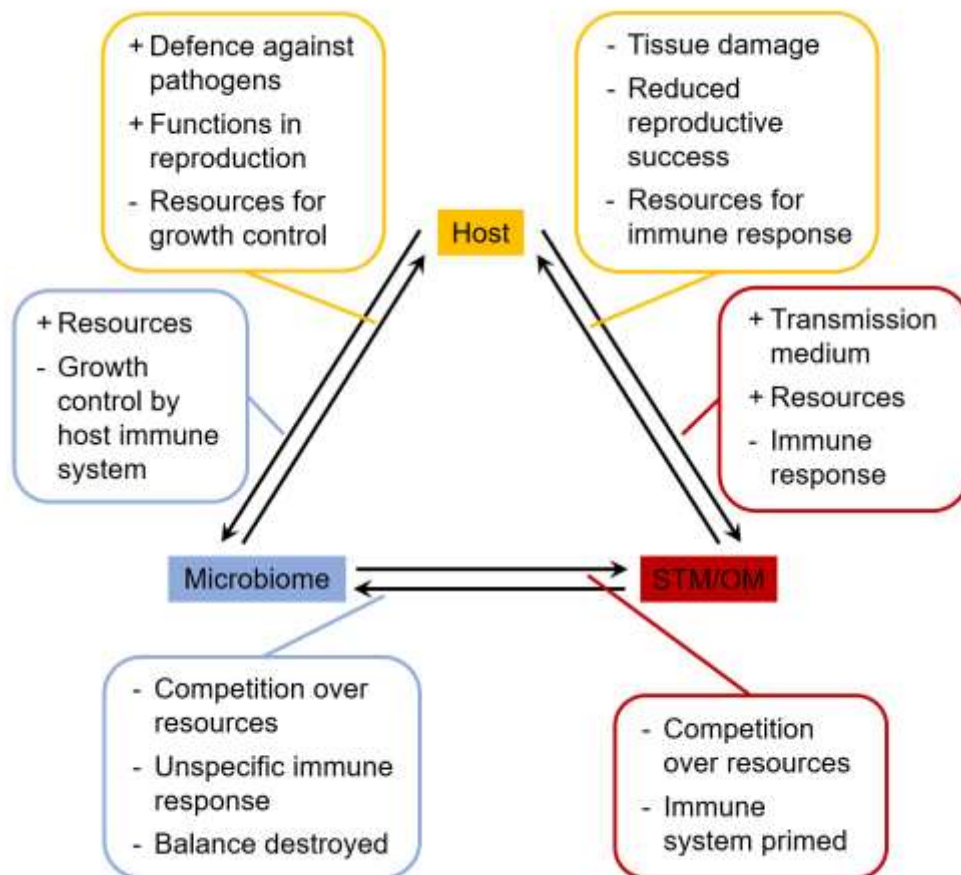 + Defence against
pathogens
+ Functions in
reproduction
- Resources for
growth control
- Tissue damage
- Reduced
reproductive
success
- Resources for
immune response
Host
+ Resources
- Growth
control by
host immune
system
+ Transmission
medium
+ Resources
- Immune
response
Microbiome
STM/OM
- Competition over
resources
- Unspecific immune
response
- Balance destroyed
- Competition
over resources
- Immune
system primed